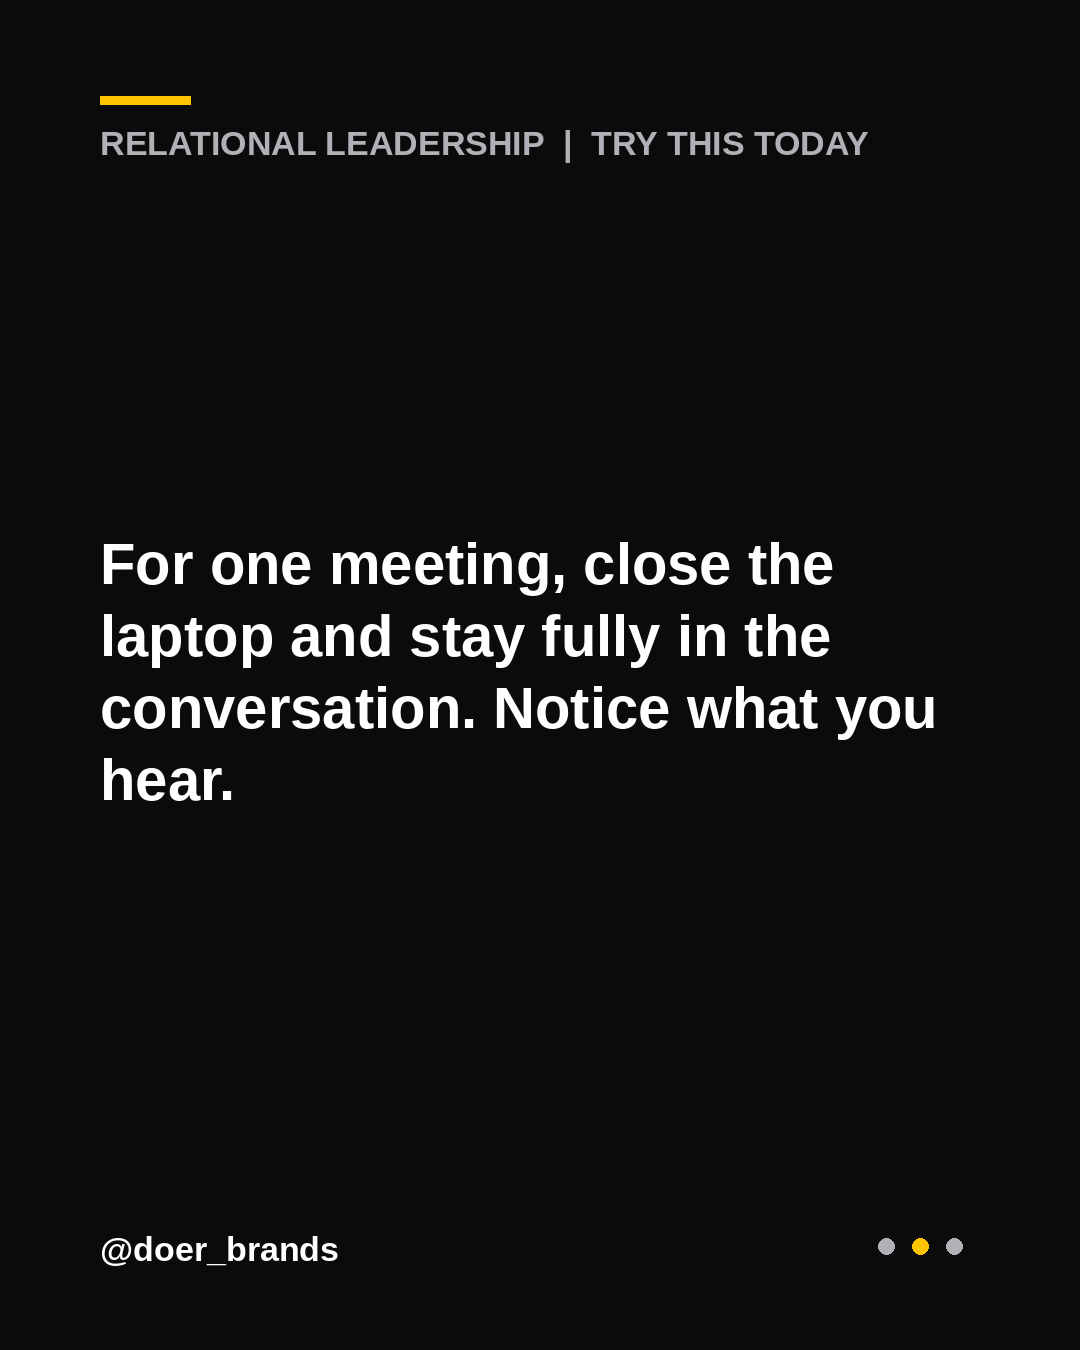 RELATIONAL LEADERSHIP | TRY THIS TODAY
For one meeting, close the
laptop and stay fully in the
conversation. Notice what you
hear.
@doer_brands